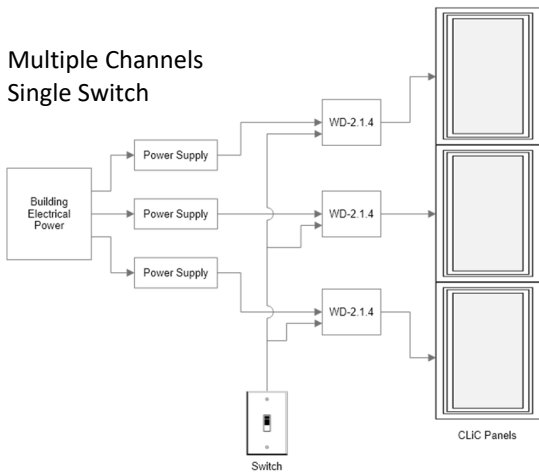 Multiple Channels
Single Switch
WD-2.1.4
Power Supply
Building
Electrical
Power
Power Supply
WD-2.1.4
Power Supply
WD-2.1.4
CLiC Panels
Switch